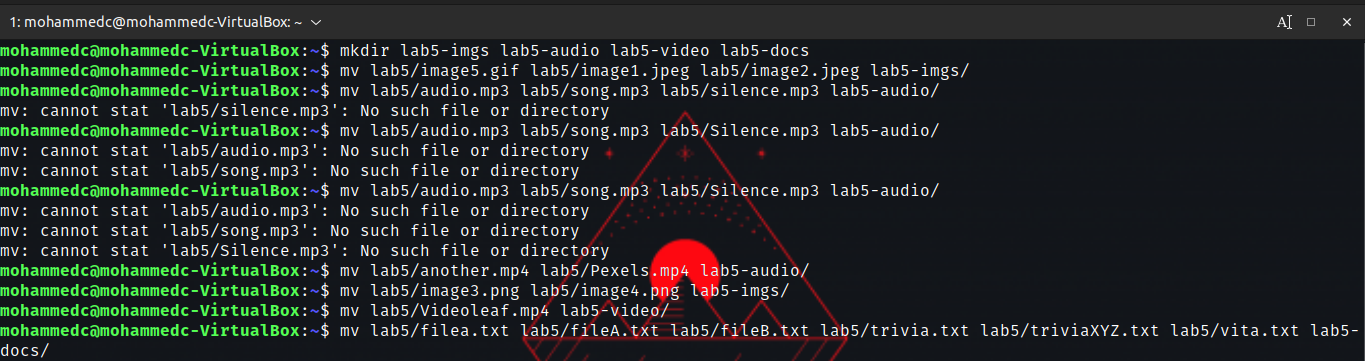 1: mohammedc@mohammedc-VirtualBox: ~
mohammedc@mohammedc-VirtualBox:~$ mkdir lab5-imgs lab5-audio lab5-video lab5-docs
mohammedc@mohammedc-VirtualBox:~$ mv lab5/image5.gif lab5/image1.jpeg lab5/image2.jpeg lab5-imgs/
mohammedc@mohammedc-VirtualBox:~$ mv lab5/audio.mp3 lab5/song.mp3 lab5/silence.mp3 lab5-audio/
mv: cannot stat 'lab5/silence.mp3': No such file or directory
mohammedc@mohammedc-VirtualBox:~$ mv lab5/audio.mp3 lab5/song.mp3 lab5/Silence.mp3 lab5-audio/
mv: cannot stat 'lab5/audio.mp3': No such file or directory
mv: cannot stat 'lab5/song.mp3': No such file or directory
mohammedc@mohammedc-VirtualBox:~$ mv lab5/audio.mp3 lab5/song.mp3 lab5/Silence.mp3 lab5-audio/
mv: cannot stat 'lab5/audio.mp3': No such file or directory
mv: cannot stat 'lab5/song.mp3': No such file or directory
mv: cannot stat 'lab5/Silence.mp3': No such file or directory
mohammedc@mohammedc-VirtualBox:~$ mv lab5/another.mp4 lab5/Pexels.mp4 lab5-audio/
mohammedc@mohammedc-VirtualBox:~$ mv lab5/image3.png lab5/image4.png lab5-imgs/
mohammedc@mohammedc-VirtualBox:~$ mv lab5/Videoleaf.mp4 lab5-video/
mohammedc@mohammedc-VirtualBox:~$ mv lab5/filea.txt lab5/fileA.txt lab5/fileB.txt lab5/trivia.txt lab5/triviaXYZ.txt lab5/vita.txt lab5-
docs/